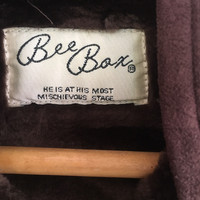 Bee Box®
HE IS AT HIS MOST
MISCHIEVOUS STAGE